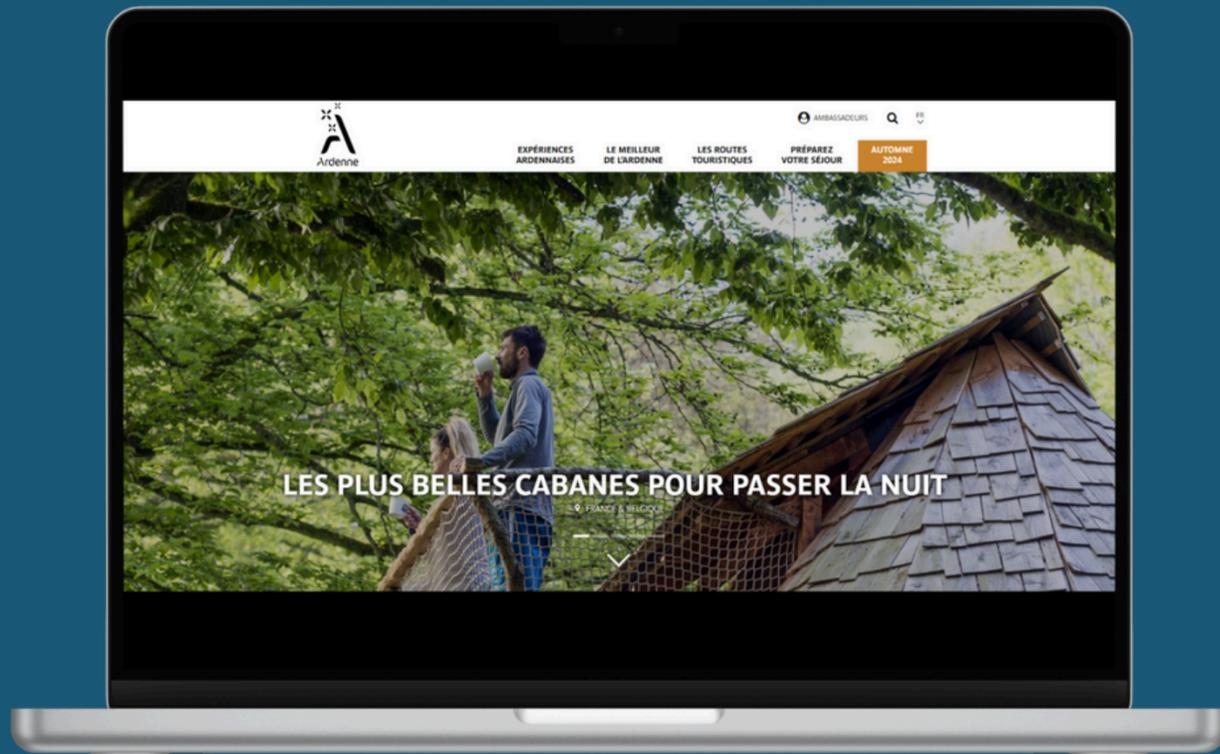 Ardenne
AMBASSADEURS
FR
EXPÉRIENCES
ARDENNAISES
LE MEILLEUR
DE L'ARDENNE
LES ROUTES
TOURISTIQUES
PRÉPAREZ
VOTRE SÉJOUR
AUTOMNE
2024
LES PLUS BELLES CABANES POUR PASSER LA NUIT
FRANCE & BELGIQUE